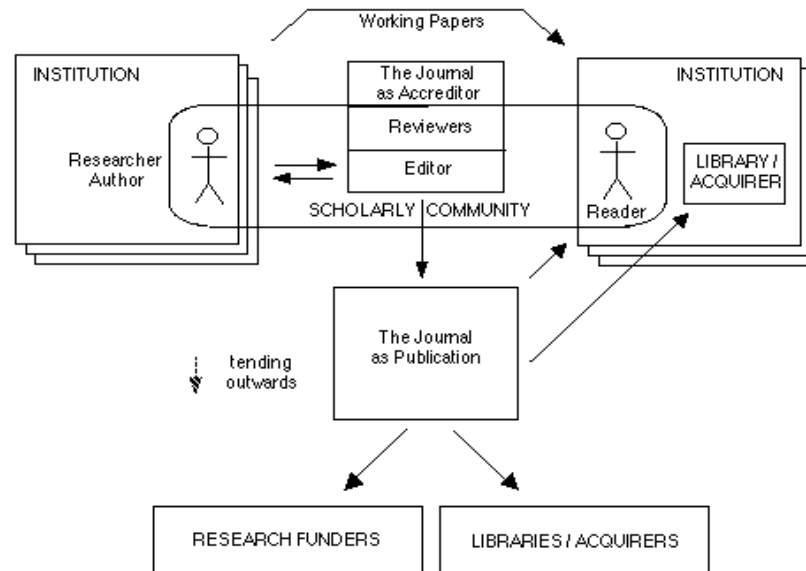 Working Papers
INSTITUTION
The Journal
as Accreditor
INSTITUTION
Reviewers
Researcher
Author
Editor
LIBRARY /
ACQUIRER
SCHOLARLY COMMUNITY
Reader
The Journal
as Publication
tending
outwards
RESEARCH FUNDERS
LIBRARIES / ACQUIRERS